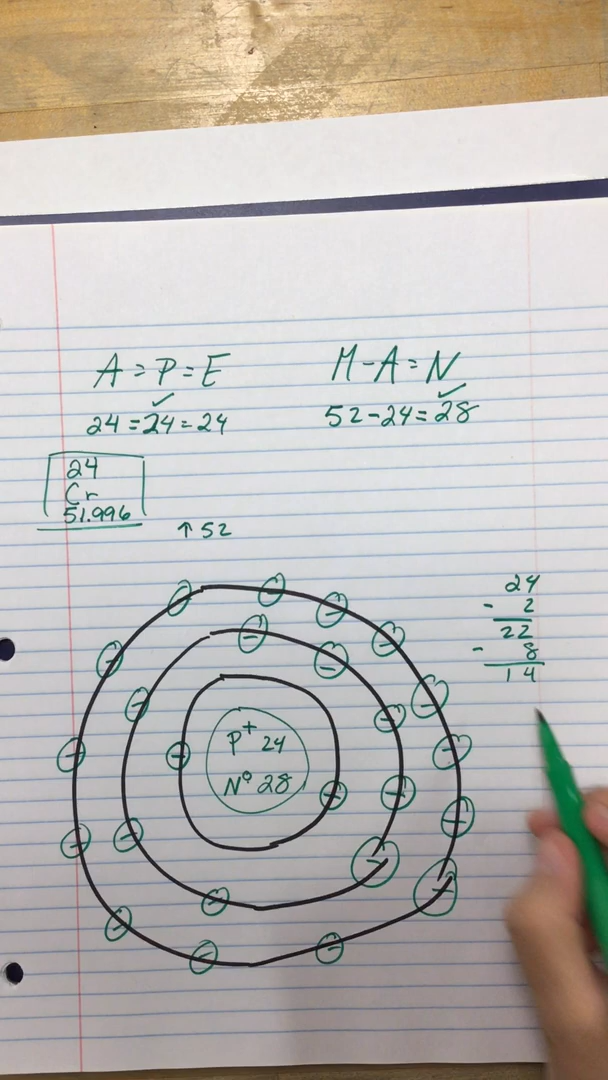 A=P=E
24=24=24
M-A=N
52-24=28
24
Cr
51.996
↑52
24
- 2
22
- 8
14
P+ 24
N° 28